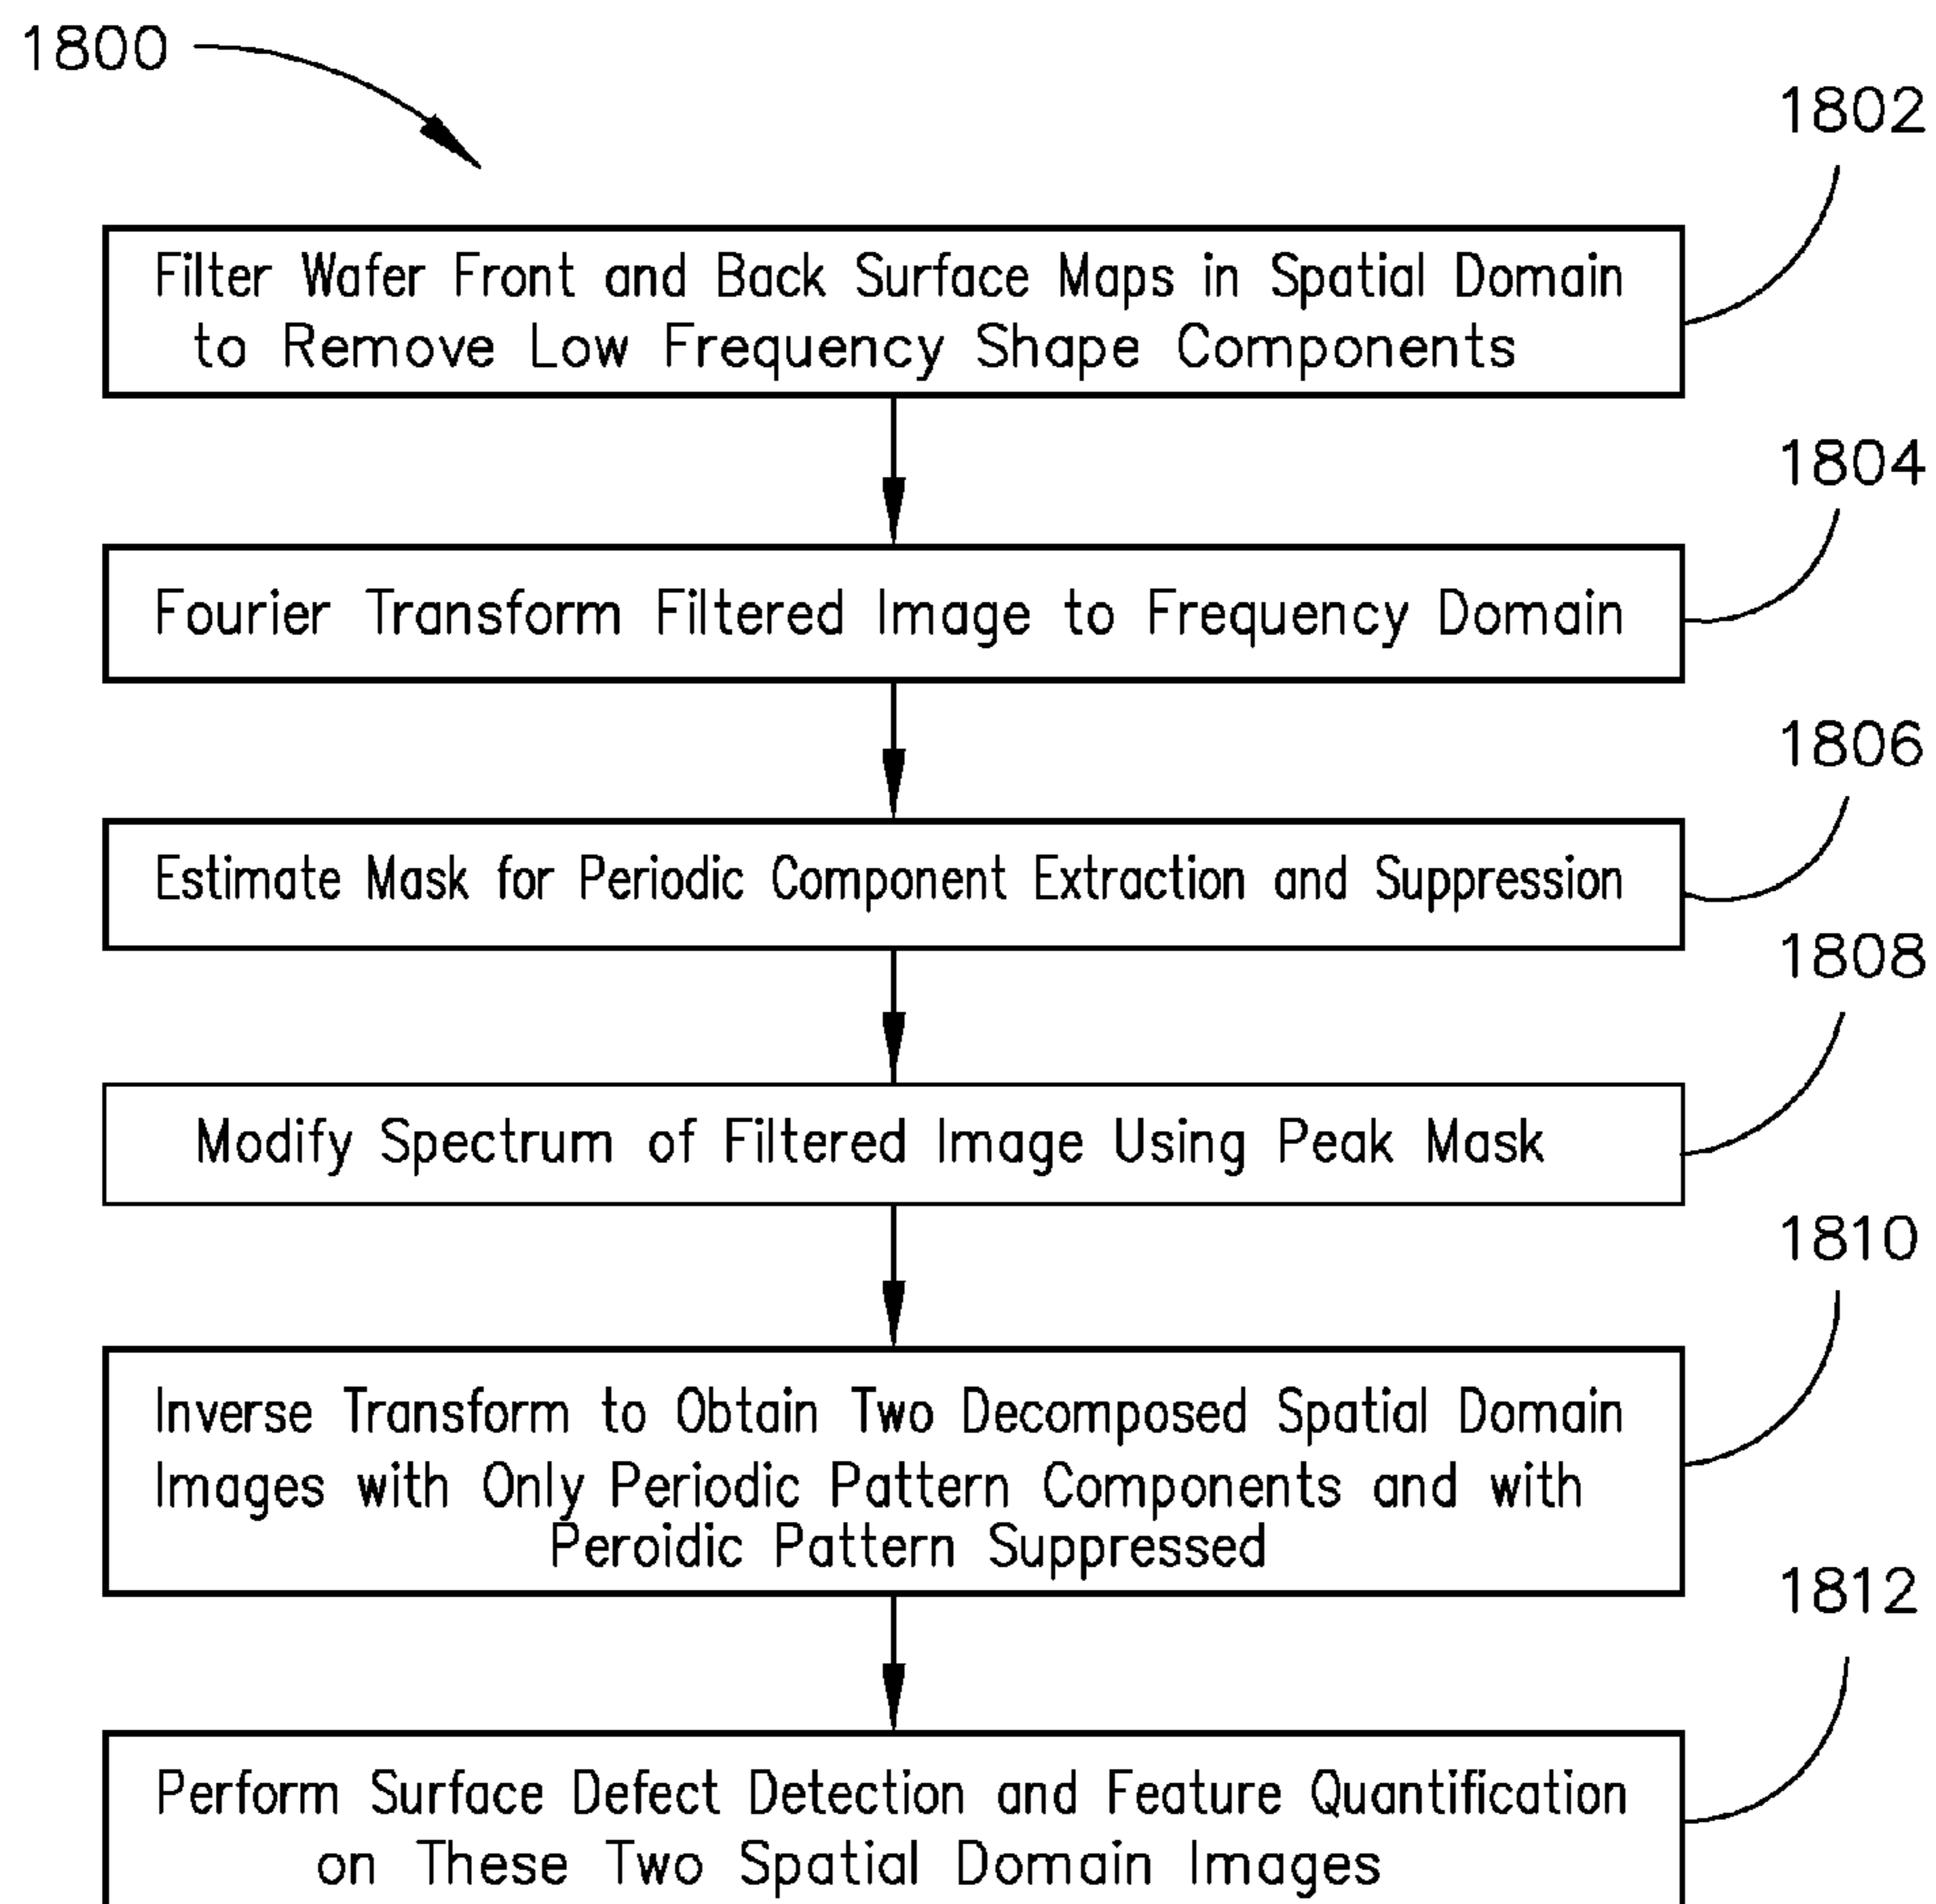 1800
1802
Filter Wafer Front and Back Surface Maps in Spatial Domain
to Remove Low Frequency Shape Components
1804
Fourier Transform Filtered Image to Frequency Domain
1806
Estimate Mask for Periodic Component Extraction and Suppression
1808
Modify Spectrum of Filtered Image Using Peak Mask
1810
Inverse Transform to Obtain Two Decomposed Spatial Domain
Images with Only Periodic Pattern Components and with
Peroidic Pattern Suppressed
1812
Perform Surface Defect Detection and Feature Quantification
on These Two Spatial Domain Images